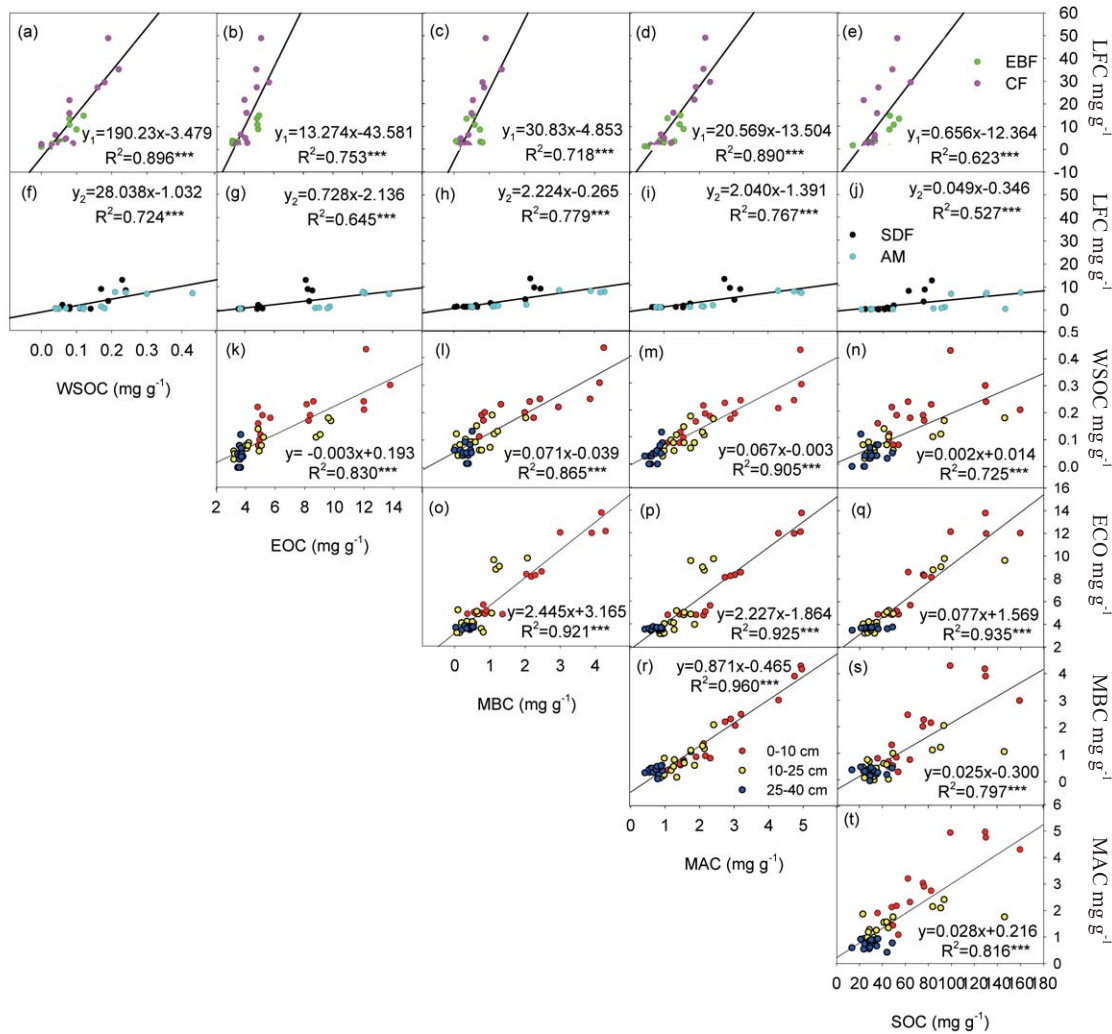 (a) (b) (c) (d) (e)
EBF
CF
y₁=190.23x-3.479
R²=0.896***
y₁=13.274x-43.581
R²=0.753***
y₁=30.83x-4.853
R²=0.718***
y₁=20.569x-13.504
R²=0.890***
y₁=0.656x-12.364
R²=0.623***
60
50
40
30
20
10
0
-10
LFC mg g⁻¹
(f) (g) (h) (i) (j)
y₂=28.038x-1.032
R²=0.724***
y₂=0.728x-2.136
R²=0.645***
y₂=2.224x-0.265
R²=0.779***
y₂=2.040x-1.391
R²=0.767***
y₂=0.049x-0.346
R²=0.527***
SDF
AM
50
40
30
20
10
0
LFC mg g⁻¹
0.0 0.1 0.2 0.3 0.4
WSOC (mg g⁻¹)
(k) (l) (m) (n)
y= -0.003x+0.193
R²=0.830***
y=0.071x-0.039
R²=0.865***
y=0.067x-0.003
R²=0.905***
y=0.002x+0.014
R²=0.725***
0.5
0.4
0.3
0.2
0.1
0.0
WSOC mg g⁻¹
2 4 6 8 10 12 14
EOC (mg g⁻¹)
(o) (p) (q)
y=2.445x+3.165
R²=0.921***
y=2.227x-1.864
R²=0.925***
y=0.077x+1.569
R²=0.935***
16
14
12
10
8
6
4
2
ECO mg g⁻¹
0 1 2 3 4
MBC (mg g⁻¹)
(r) (s)
y=0.871x-0.465
R²=0.960***
0-10 cm
10-25 cm
25-40 cm
y=0.025x-0.300
R²=0.797***
4
3
2
1
0
MBC mg g⁻¹
0 1 2 3 4 5
MAC (mg g⁻¹)
(t)
y=0.028x+0.216
R²=0.816***
6
5
4
3
2
1
0
MAC mg g⁻¹
0 20 40 60 80 100 120 140 160 180
SOC (mg g⁻¹)